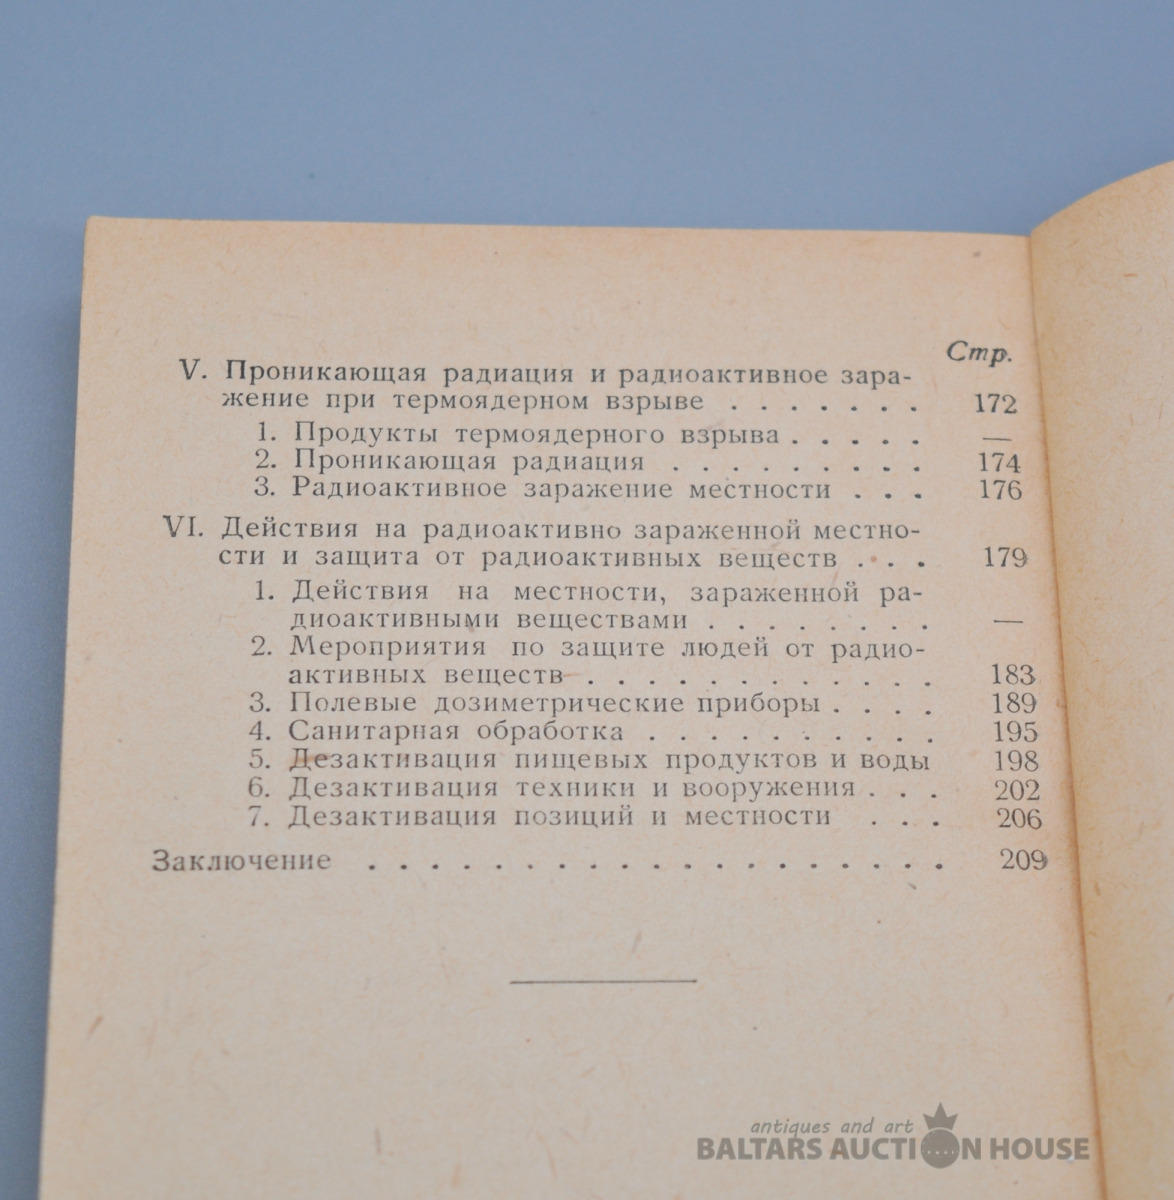 Стр.
V. Проникающая радиация и радиоактивное зара-
жение при термоядерном взрыве . . . . . . . 172
1. Продукты термоядерного взрыва . . . . . —
2. Проникающая радиация . . . . . . . . . 174
3. Радиоактивное заражение местности . . . 176
VI. Действия на радиоактивно зараженной местно-
сти и защита от радиоактивных веществ . . . 179
1. Действия на местности, зараженной ра-
диоактивными веществами . . . . . . . . —
2. Мероприятия по защите людей от радио-
активных веществ . . . . . . . . . . . . . 183
3. Полевые дозиметрические приборы . . . . 189
4. Санитарная обработка . . . . . . . . . . 195
5. Дезактивация пищевых продуктов и воды 198
6. Дезактивация техники и вооружения . . . 202
7. Дезактивация позиций и местности . . . 206
Заключение . . . . . . . . . . . . . . . . . . . 209
antiques and art
BALTARS AUCTION HOUSE